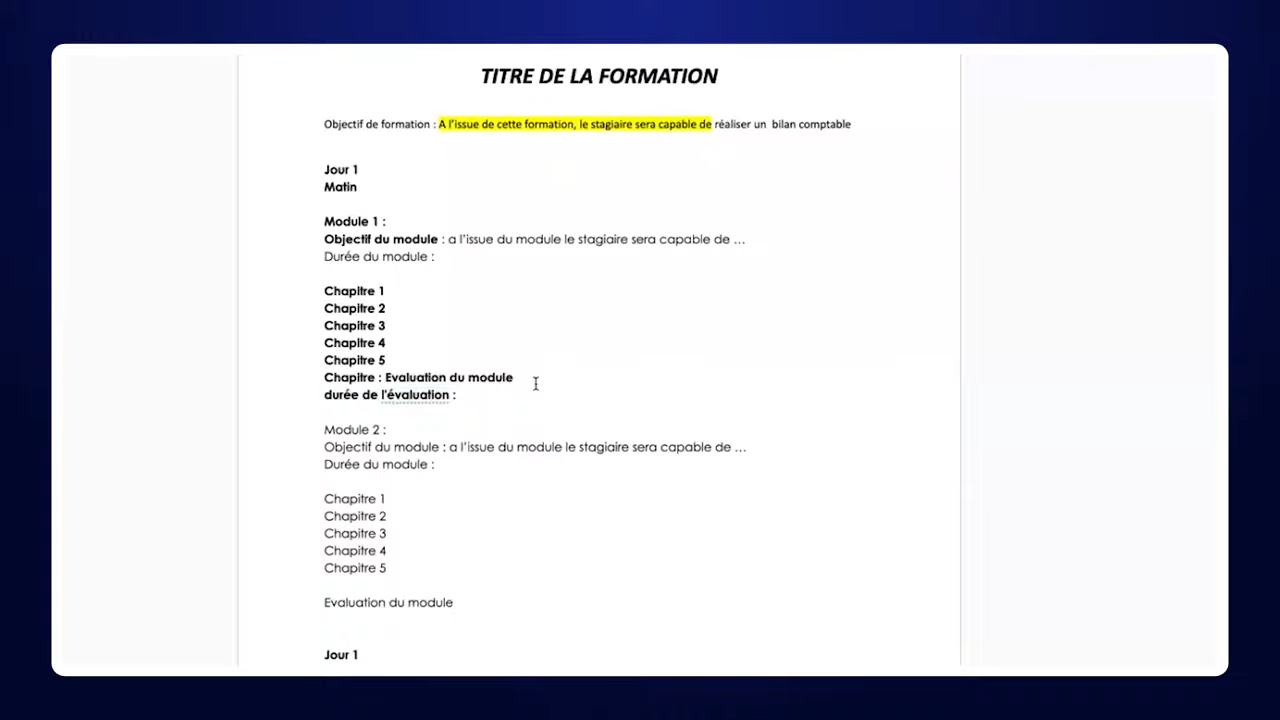 TITRE DE LA FORMATION
Objectif de formation : A l'issue de cette formation, le stagiaire sera capable de réaliser un bilan comptable
Jour 1
Matin
Module 1 :
Objectif du module : a l'issue du module le stagiaire sera capable de ...
Durée du module :
Chapitre 1
Chapitre 2
Chapitre 3
Chapitre 4
Chapitre 5
Chapitre : Evaluation du module
durée de l'évaluation :
Module 2 :
Objectif du module : a l'issue du module le stagiaire sera capable de ...
Durée du module :
Chapitre 1
Chapitre 2
Chapitre 3
Chapitre 4
Chapitre 5
Evaluation du module
Jour 1